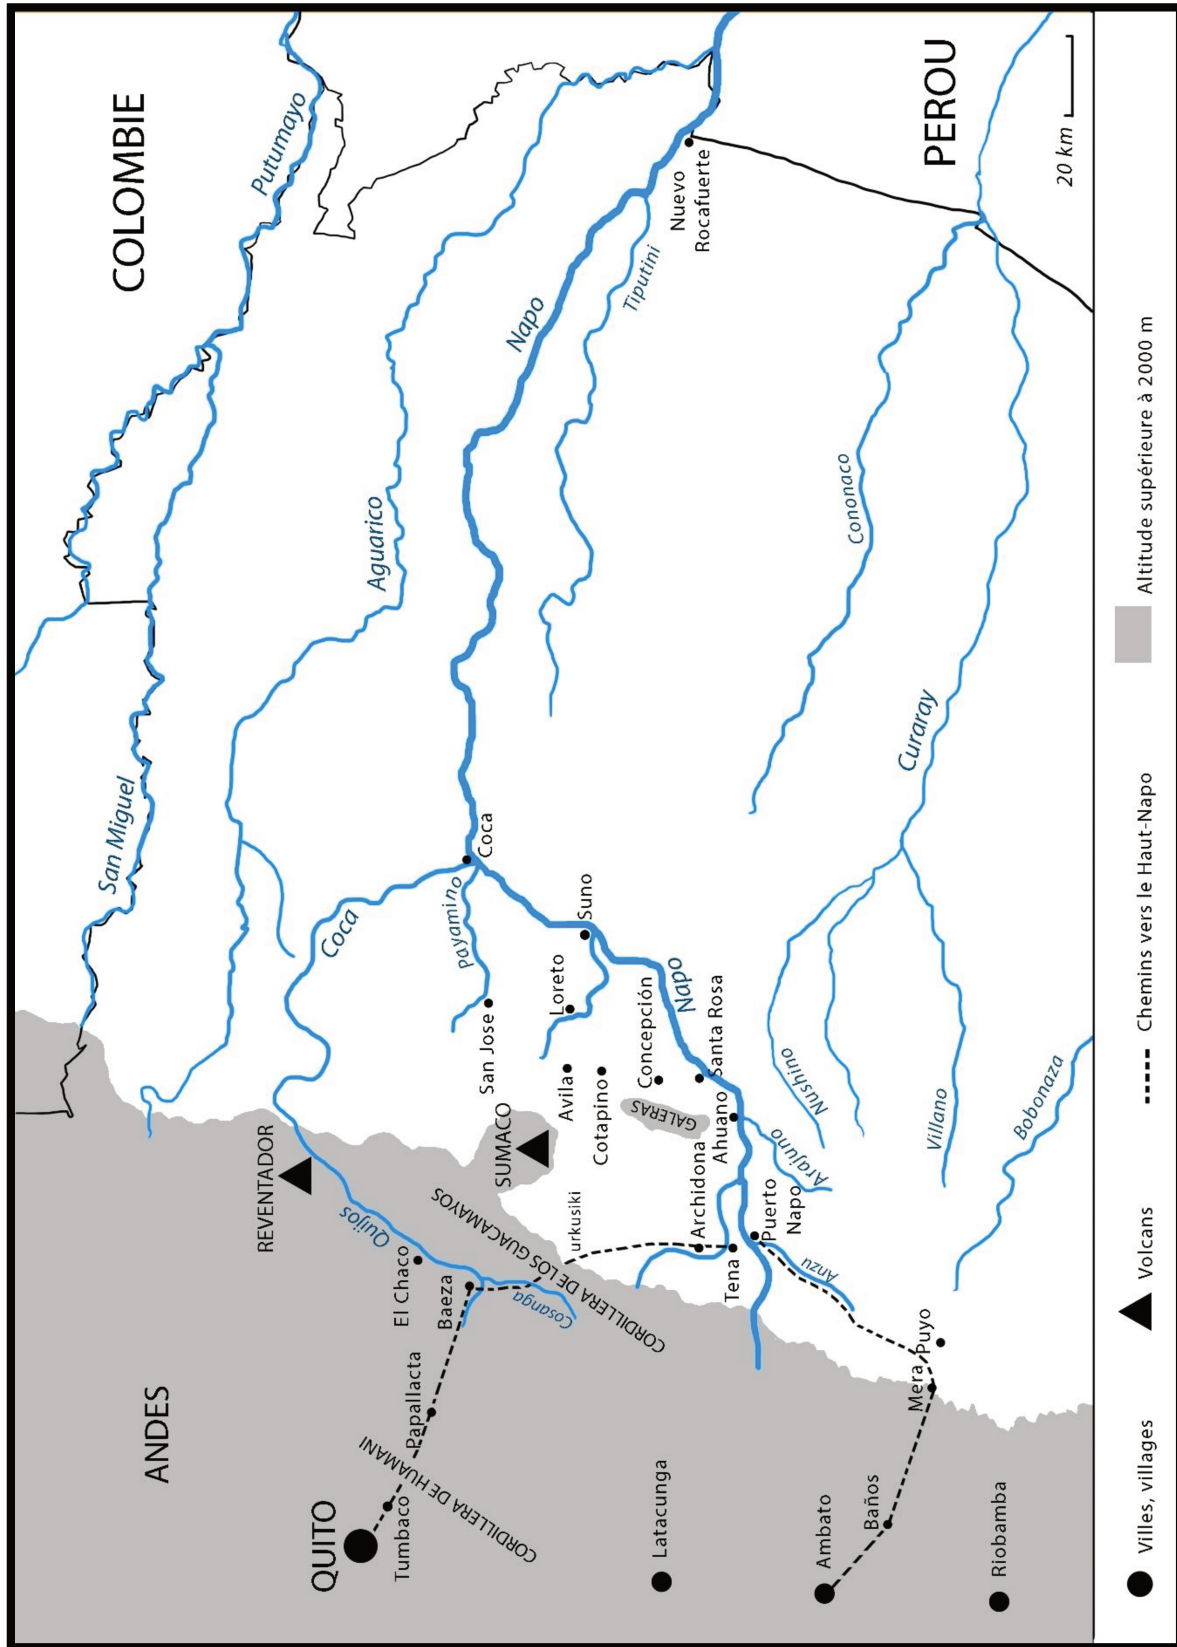 COLOMBIE
Putumayo
San Miguel
ANDES
REVENTADOR
Coca
Aguarico
Quijos
El Chaco
Baeza
Papallacta
CORDILLERA DE HUAMANI
QUITO
Tumbaco
Cosanga
CORDILLERA DE LOS GUACAMAYOS
SUMACO
urkusiki
Payamino
Coca
San Jose
Napo
Avila
Loreto
Suno
Cotapino
Tiputini
Concepción
GALERAS
Napo
Nuevo
Rocafuerte
Latacunga
Archidona
Tena
Ahuano
Santa Rosa
Puerto
Napo
Arajuno
Nushino
Anzu
Cononaco
Curaray
PEROU
Ambato
Baños
Mera
Puyo
Villano
Bobonaza
Riobamba
20 km
Villes, villages
Volcans
Chemins vers le Haut-Napo
Altitude supérieure à 2000 m